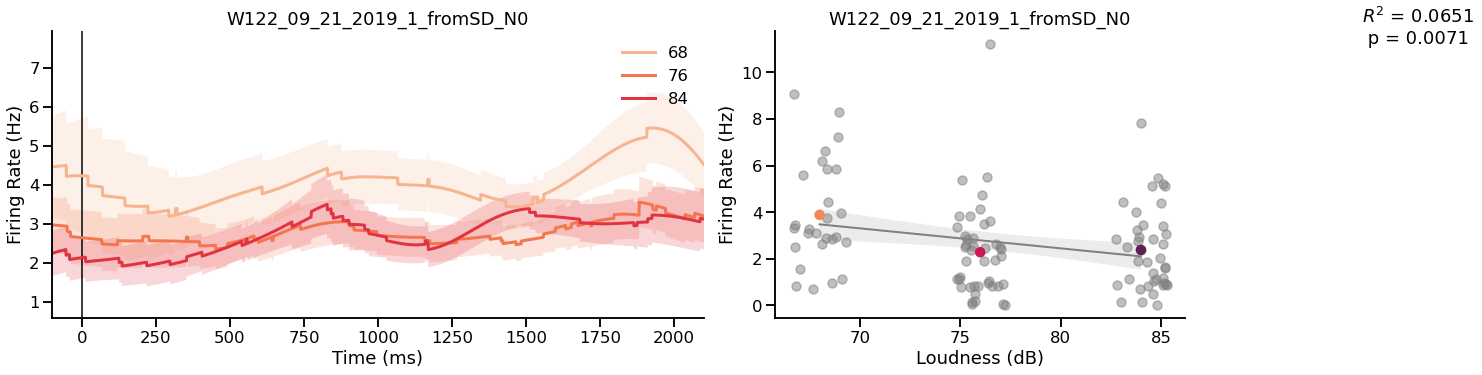 W122_09_21_2019_1_fromSD_N0
68
76
84
7
6
5
4
3
2
1
Firing Rate (Hz)
0 250 500 750 1000 1250 1500 1750 2000
Time (ms)
W122_09_21_2019_1_fromSD_N0
10
8
6
4
2
0
Firing Rate (Hz)
70 75 80 85
Loudness (dB)
R² = 0.0651
p = 0.0071